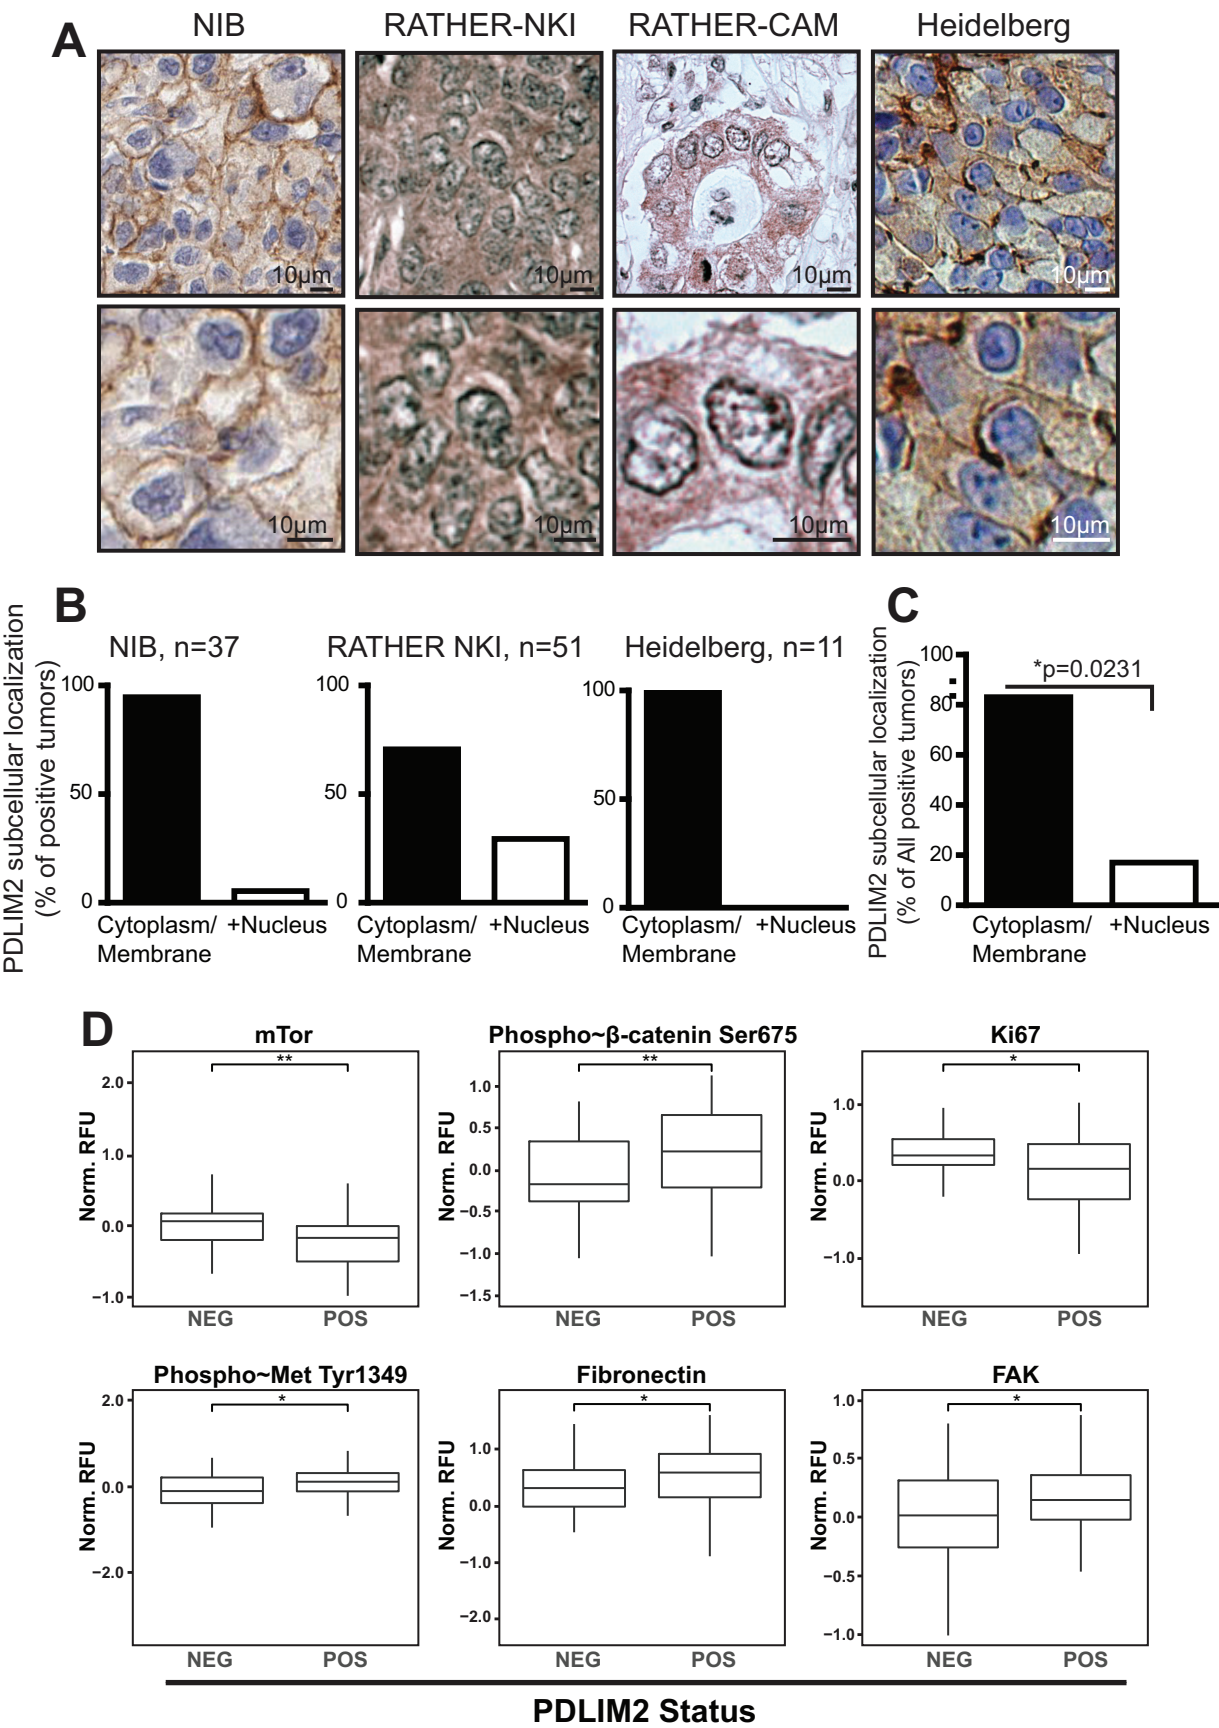 A
NIB
RATHER-NKI
RATHER-CAM
Heidelberg
10µm
10µm
10µm
10µm
10µm
10µm
10µm
10µm
B
PDLIM2 subcellular localization
(% of positive tumors)
NIB, n=37
100
50
0
Cytoplasm/
Membrane
+Nucleus
RATHER NKI, n=51
100
50
0
Cytoplasm/
Membrane
+Nucleus
Heidelberg, n=11
100
50
0
Cytoplasm/
Membrane
+Nucleus
C
PDLIM2 subcellular localization
(% of All positive tumors)
*p=0.0231
100
80
60
40
20
0
Cytoplasm/
Membrane
+Nucleus
D
mTor
**
Norm. RFU
2.0
1.0
0.0
−1.0
NEG
POS
Phospho~β-catenin Ser675
**
Norm. RFU
1.0
0.5
0.0
−0.5
−1.0
−1.5
NEG
POS
Ki67
*
Norm. RFU
1.0
0.0
−1.0
NEG
POS
Phospho~Met Tyr1349
*
Norm. RFU
2.0
0.0
−2.0
NEG
POS
Fibronectin
*
Norm. RFU
1.0
0.0
−1.0
−2.0
NEG
POS
FAK
*
Norm. RFU
1.0
0.5
0.0
−0.5
−1.0
NEG
POS
PDLIM2 Status